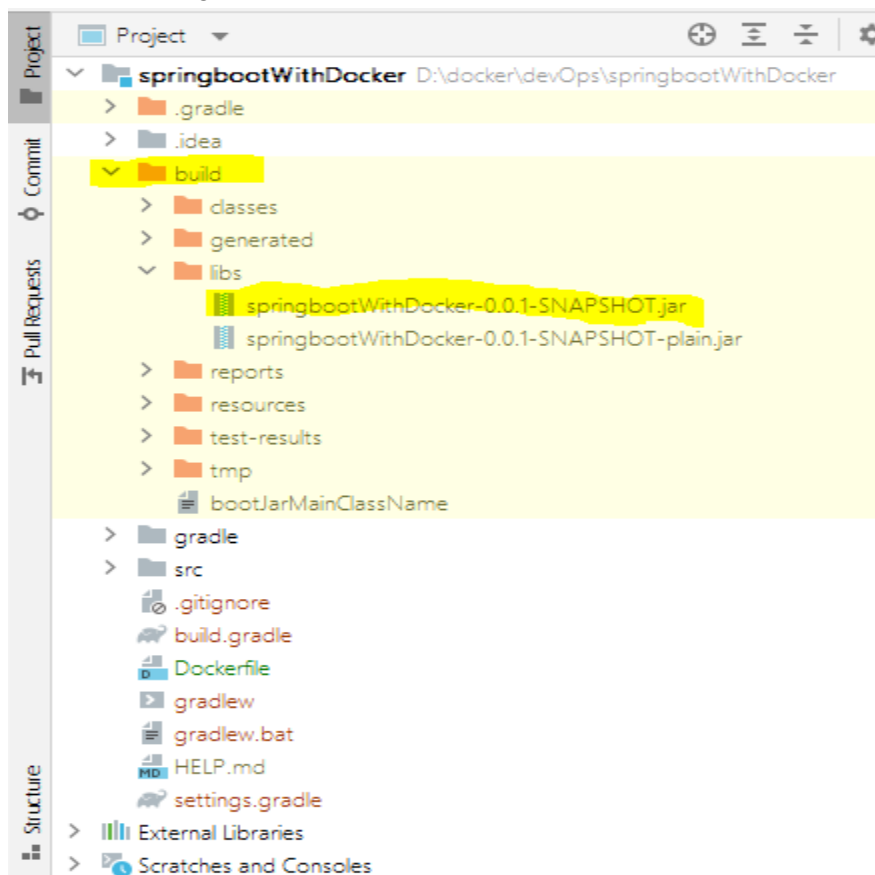 Project
springbootWithDocker D:\docker\devOps\springbootWithDocker
.gradle
.idea
build
classes
generated
libs
springbootWithDocker-0.0.1-SNAPSHOT.jar
springbootWithDocker-0.0.1-SNAPSHOT-plain.jar
reports
resources
test-results
tmp
bootJarMainClassName
gradle
src
.gitignore
build.gradle
D Dockerfile
gradlew
gradlew.bat
MD HELP.md
settings.gradle
External Libraries
Scratches and Consoles
Project
Commit
Pull Requests
Structure